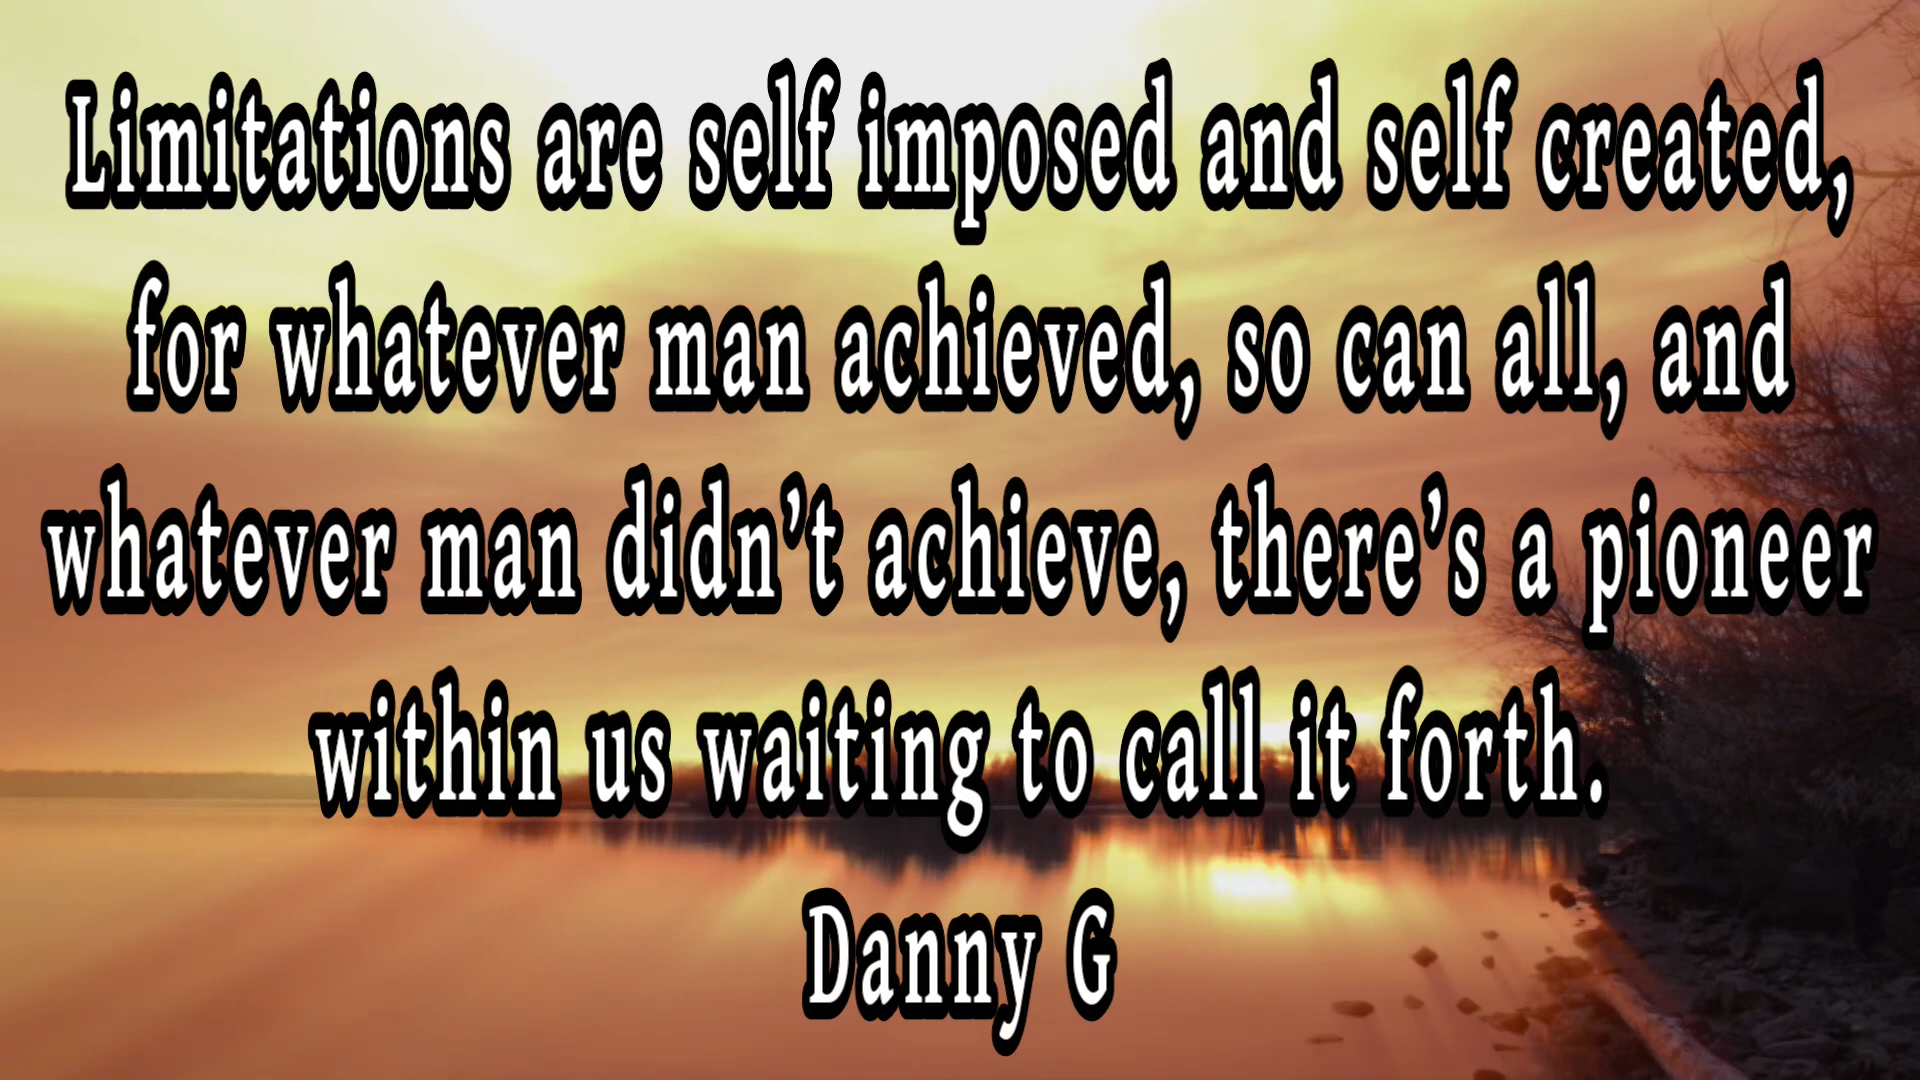 Limitations are self imposed and self created,
for whatever man achieved, so can all, and
whatever man didn’t achieve, there’s a pioneer
within us waiting to call it forth.
Danny G